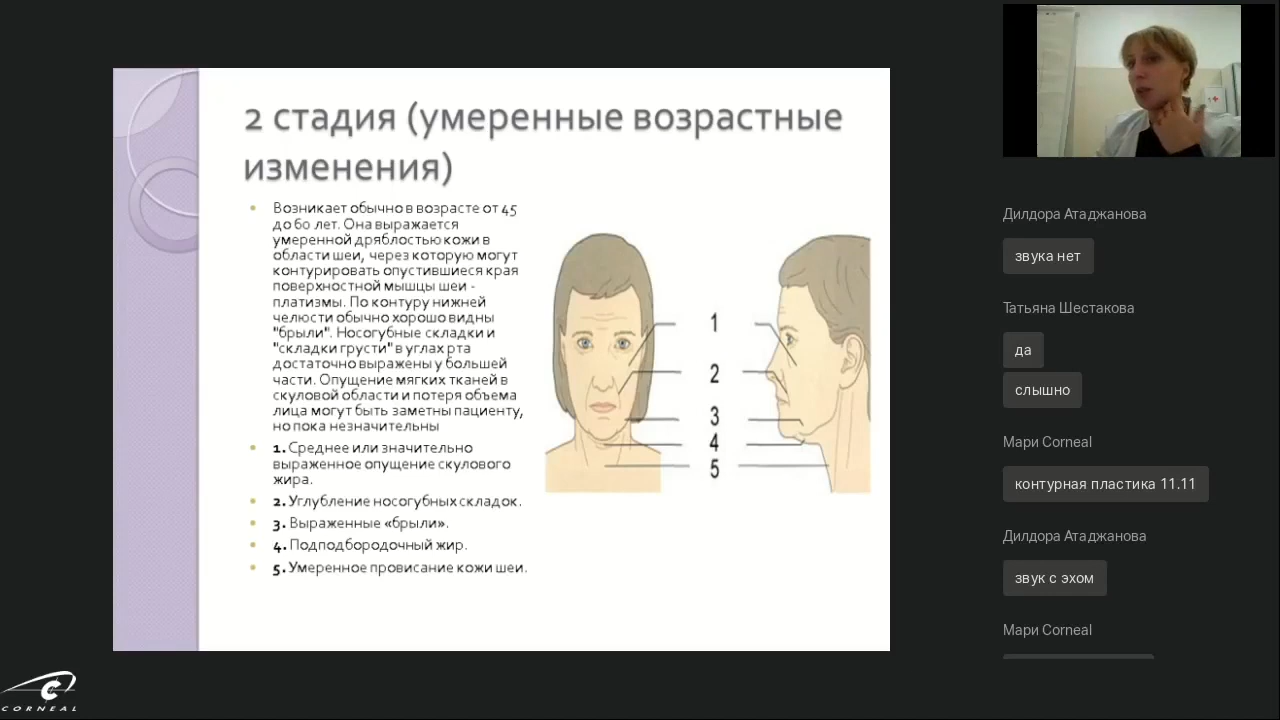 2 стадия (умеренные возрастные
изменения)
Возникает обычно в возрасте от 45
до 60 лет. Она выражается
умеренной дряблостью кожи в
области шеи, через которую могут
контурировать опустившиеся края
поверхностной мышцы шеи -
платизмы. По контуру нижней
челюсти обычно хорошо видны
"брыли". Носогубные складки и
"складки грусти" в углах рта
достаточно выражены у большей
части. Опущение мягких тканей в
скуловой области и потеря объема
лица могут быть заметны пациенту,
но пока незначительны
1. Среднее или значительно
выраженное опущение скулового
жира.
2. Углубление носогубных складок.
3. Выраженные «брыли».
4. Подподбородочный жир.
5. Умеренное провисание кожи шеи.
1
2
3
4
5
Дилдора Атаджанова
звука нет
Татьяна Шестакова
да
слышно
Мари Corneal
контурная пластика 11.11
Дилдора Атаджанова
звук с эхом
Мари Corneal
CORNEAL